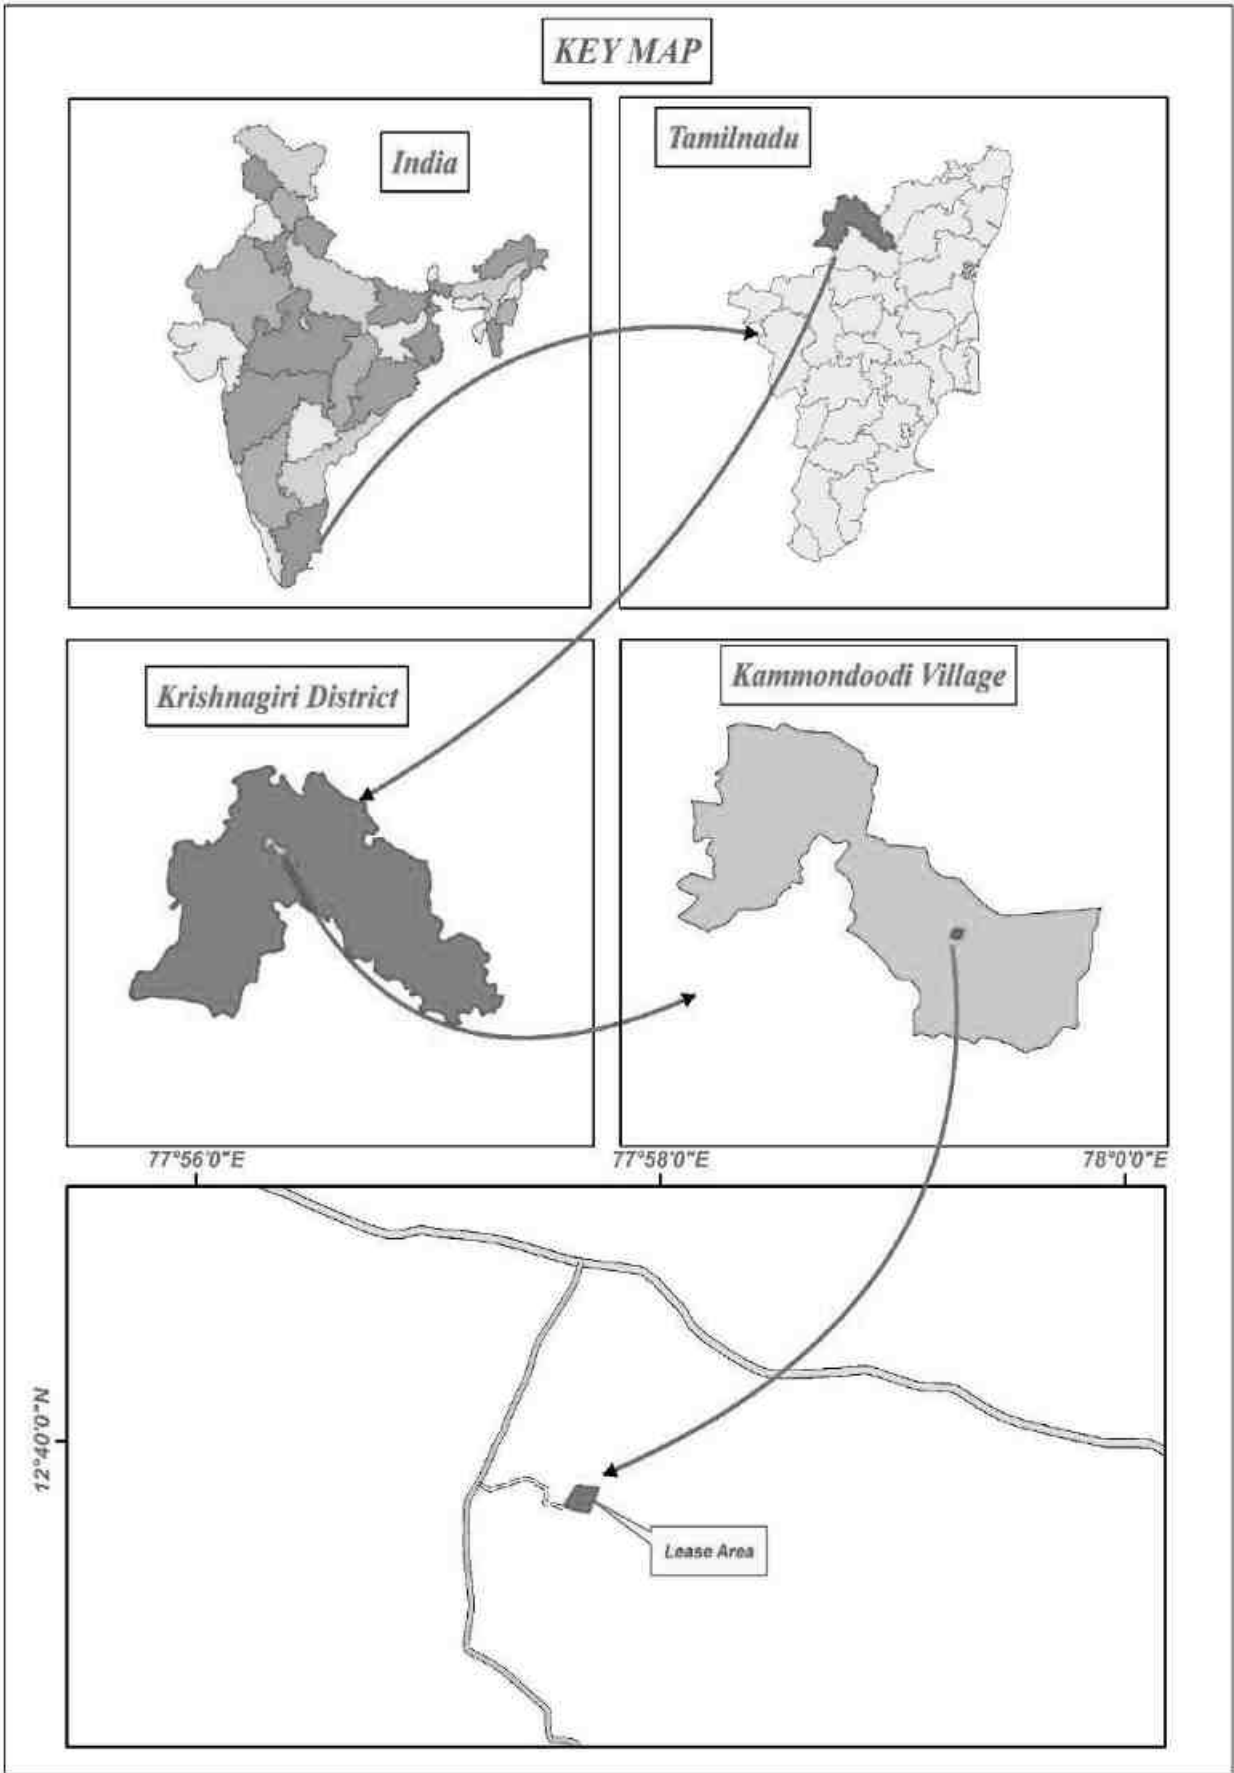 KEY MAP
India
Tamilnadu
Krishnagiri District
Kammondoodi Village
77°56'0"E
77°58'0"E
78°0'0"E
12°40'0"N
Lease Area